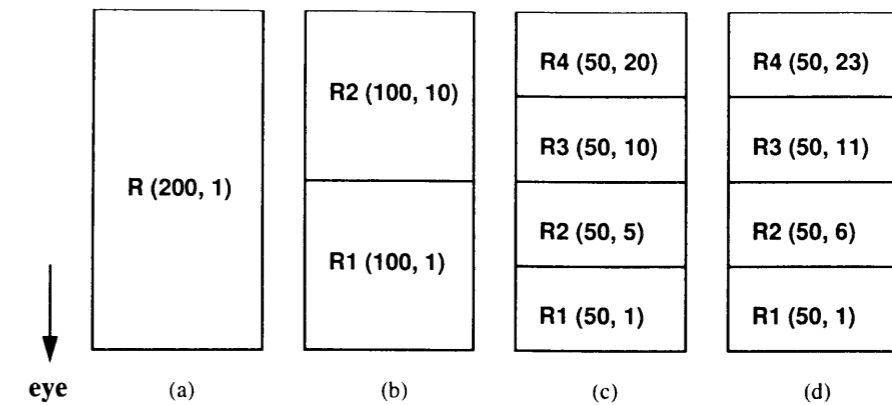 R (200, 1)
eye
(a)
R2 (100, 10)
R1 (100, 1)
(b)
R4 (50, 20)
R3 (50, 10)
R2 (50, 5)
R1 (50, 1)
(c)
R4 (50, 23)
R3 (50, 11)
R2 (50, 6)
R1 (50, 1)
(d)